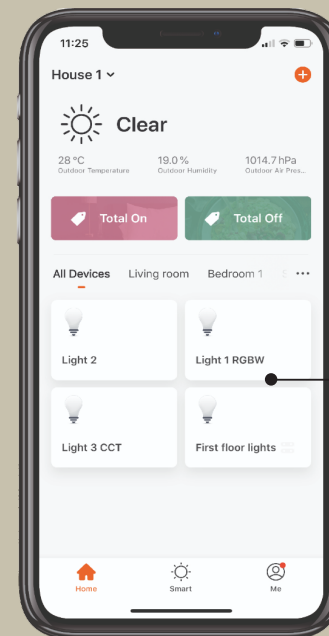 11:25
House 1
Clear
28 °C
Outdoor Temperature
19.0 %
Outdoor Humidity
1014.7 hPa
Outdoor Air Pres...
Total On
Total Off
All Devices
Living room
Bedroom 1
...
Light 2
Light 1 RGBW
Light 3 CCT
First floor lights
Home
Smart
Me